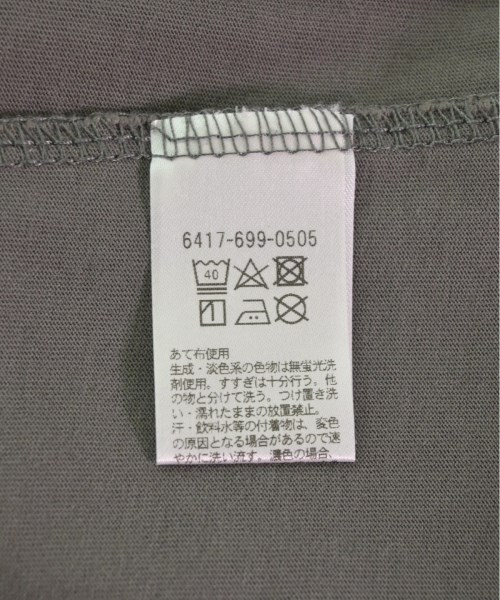 6417-699-0505
40
あて布使用
生成・淡色系の色物は無蛍光洗
剤使用。すすぎは十分行う。他
の物と分けて洗う。つけ置き洗
い・濡れたままの放置禁止。
汗・飲料水等の付着物は、変色
の原因となる場合があるので速
やかに洗い流す。濃色の場合、